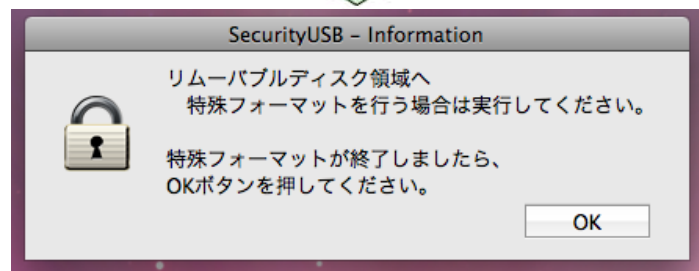 SecurityUSB – Information
リムーバブルディスク領域へ
特殊フォーマットを行う場合は実行してください。
特殊フォーマットが終了しましたら、
OKボタンを押してください。
OK